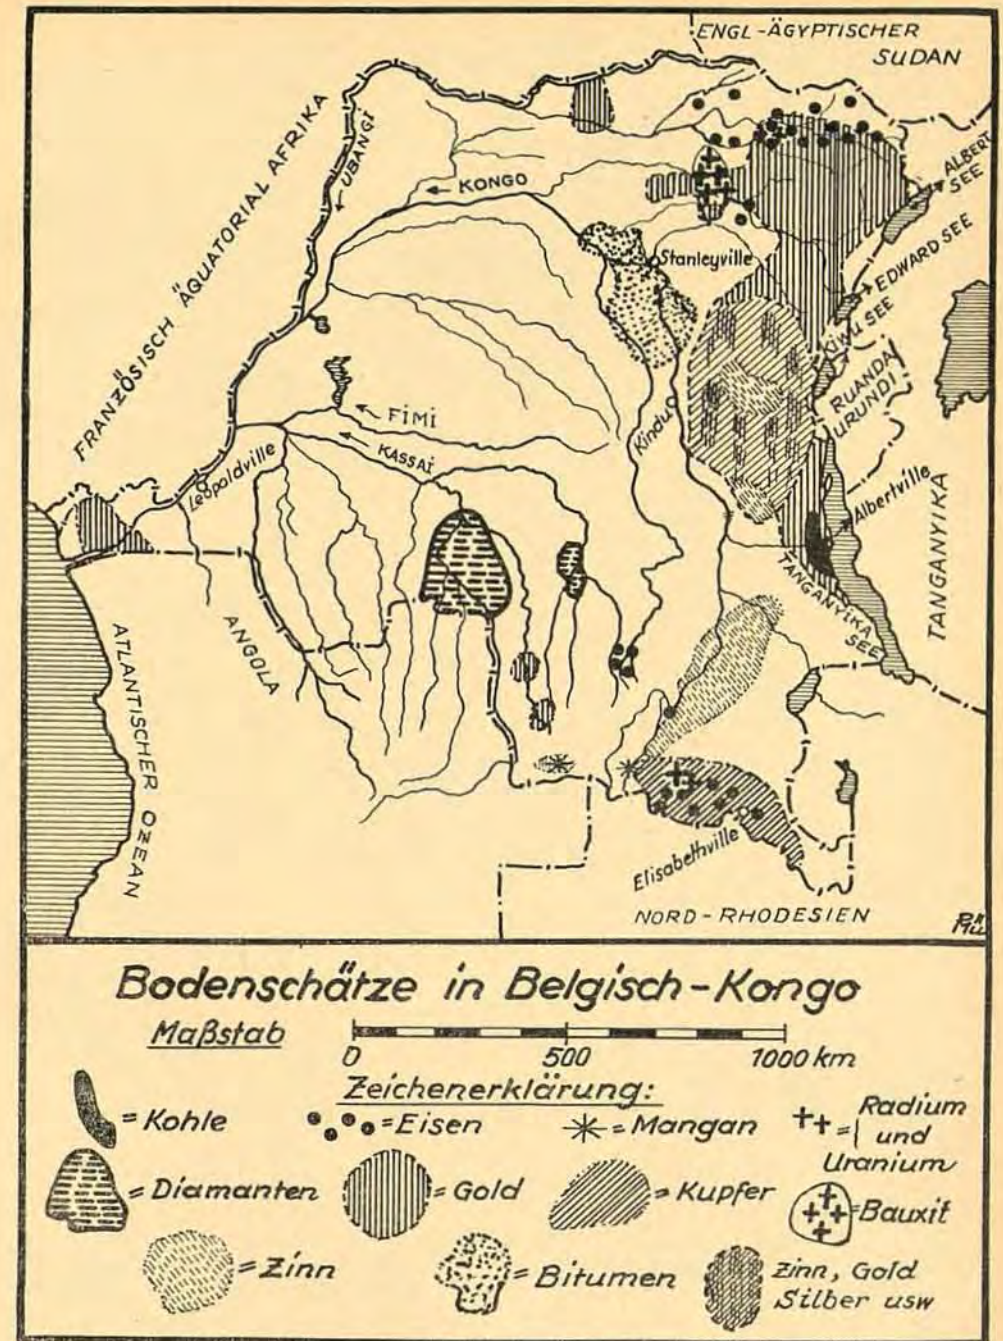 ENGL-ÄGYPTISCHER
SUDAN
FRANZÖSISCH ÄQUATORIAL AFRIKA
UBANGI
KONGO
ALBERT
SEE
Stanleyville
EDWARD SEE
KIWU SEE
RUANDA
URUNDI
FIMI
Kindu
KASSAI
Leopoldville
Albertville
TANGANYIKA
TANGANYIKA
SEE
ANGOLA
ATLANTISCHER OZEAN
Elisabethville
NORD-RHODESIEN
Bodenschätze in Belgisch-Kongo
Maßstab
0 500 1000 km
Zeichenerklärung:
=Kohle
=Eisen
=Mangan
= Radium
und
Uranium
=Diamanten
=Gold
=Kupfer
=Bauxit
=Zinn
=Bitumen
Zinn, Gold
Silber usw